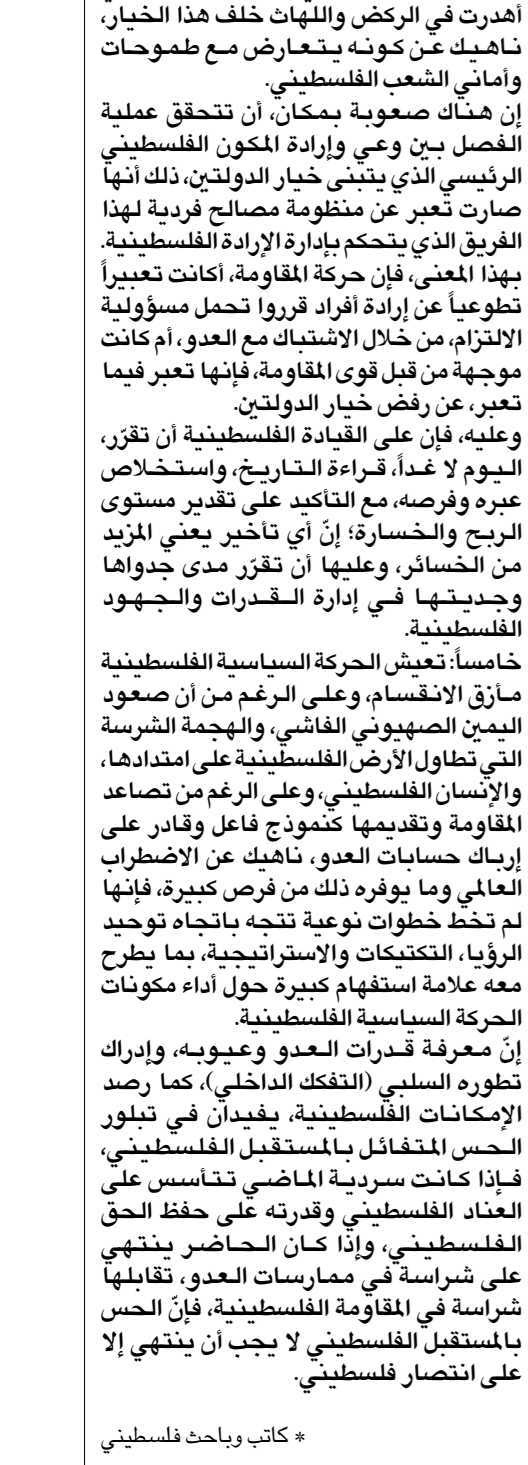 أهدرت في الركض واللهاث خلف هذا الخيار،
ناهيك عن كونه يتعارض مع طموحات
وأماني الشعب الفلسطيني.
إن هناك صعوبة بمكان، أن تتحقق عملية
الفصل بين وعي وإرادة المكون الفلسطيني
الرئيسي الذي يتبنى خيار الدولتين، ذلك أنها
صارت تعبر عن منظومة مصالح فردية لهذا
الفريق الذي يتحكم بإدارة الإرادة الفلسطينية.
بهذا المعنى، فإن حركة المقاومة، أكانت تعبيراً
تطوعياً عن إرادة أفراد قرروا تحمل مسؤولية
الالتزام، من خلال الاشتباك مع العدو، أم كانت
موجهة من قبل قوى المقاومة، فإنها تعبر فيما
تعبر، عن رفض خيار الدولتين.
وعليه، فإن على القيادة الفلسطينية أن تقرّر،
اليوم لا غداً، قراءة التاريخ، واستخلاص
عبره وفرصه، مع التأكيد على تقدير مستوى
الربح والخسارة؛ إنّ أي تأخير يعني المزيد
من الخسائر، وعليها أن تقرّر مدى جدواها
وجديتها في إدارة القدرات والجهود
الفلسطينية.
خامساً: تعيش الحركة السياسية الفلسطينية
مأزق الانقسام، وعلى الرغم من أن صعود
اليمين الصهيوني الفاشي، والهجمة الشرسة
التي تطاول الأرض الفلسطينية على امتدادها،
والإنسان الفلسطيني، وعلى الرغم من تصاعد
المقاومة وتقديمها كنموذج فاعل وقادر على
إرباك حسابات العدو، ناهيك عن الاضطراب
العالمي وما يوفره ذلك من فرص كبيرة، فإنها
لم تخط خطوات نوعية تتجه باتجاه توحيد
الرؤيا، التكتيكات والاستراتيجية، بما يطرح
معه علامة استفهام كبيرة حول أداء مكونات
الحركة السياسية الفلسطينية.
إنّ معرفة قدرات العدو وعيوبه، وإدراك
تطوره السلبي (التفكك الداخلي)، كما رصد
الإمكانات الفلسطينية، يفيدان في تبلور
الحس المتفائل بالمستقبل الفلسطيني،
فإذا كانت سردية الماضي تتأسس على
العناد الفلسطيني وقدرته على حفظ الحق
الفلسطيني، وإذا كان الحاضر ينتهي
على شراسة في ممارسات العدو، تقابلها
شراسة في المقاومة الفلسطينية، فإنّ الحس
بالمستقبل الفلسطيني لا يجب أن ينتهي إلا
على انتصار فلسطيني.
* كاتب وباحث فلسطيني